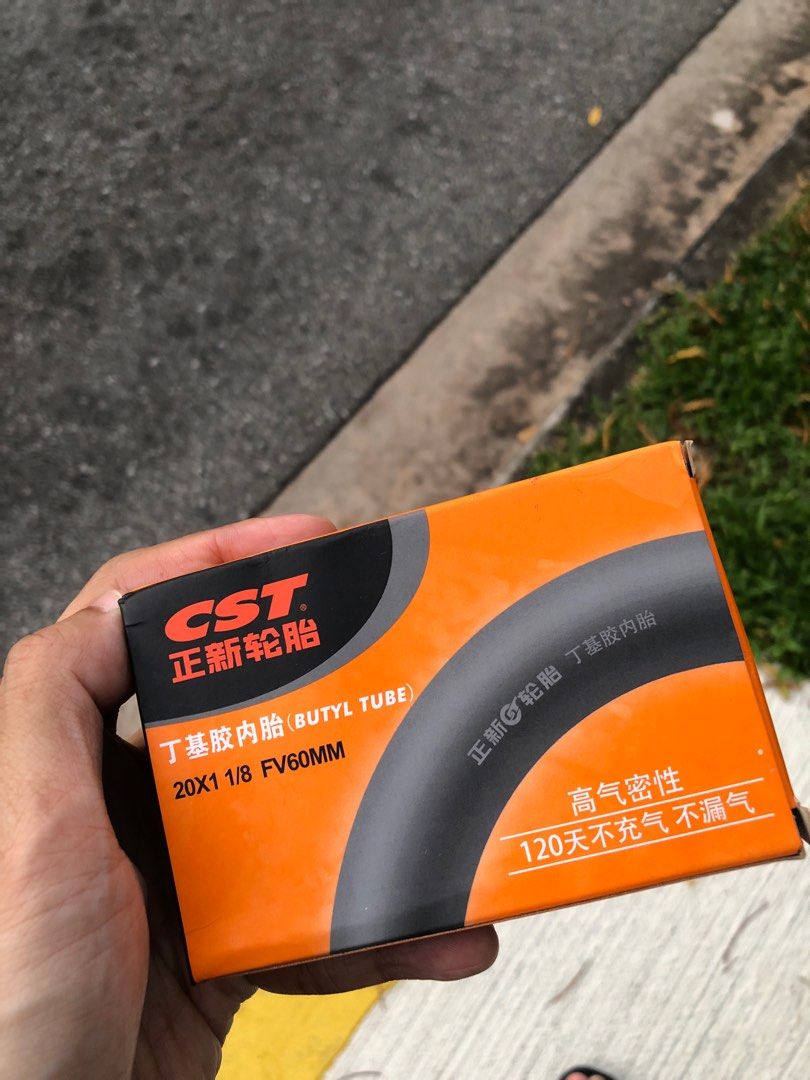 CST®
正新轮胎
丁基胶内胎(BUTYL TUBE)
20X1 1/8 FV60MM
正新轮胎 丁基胶内胎
高气密性
120天不充气 不漏气